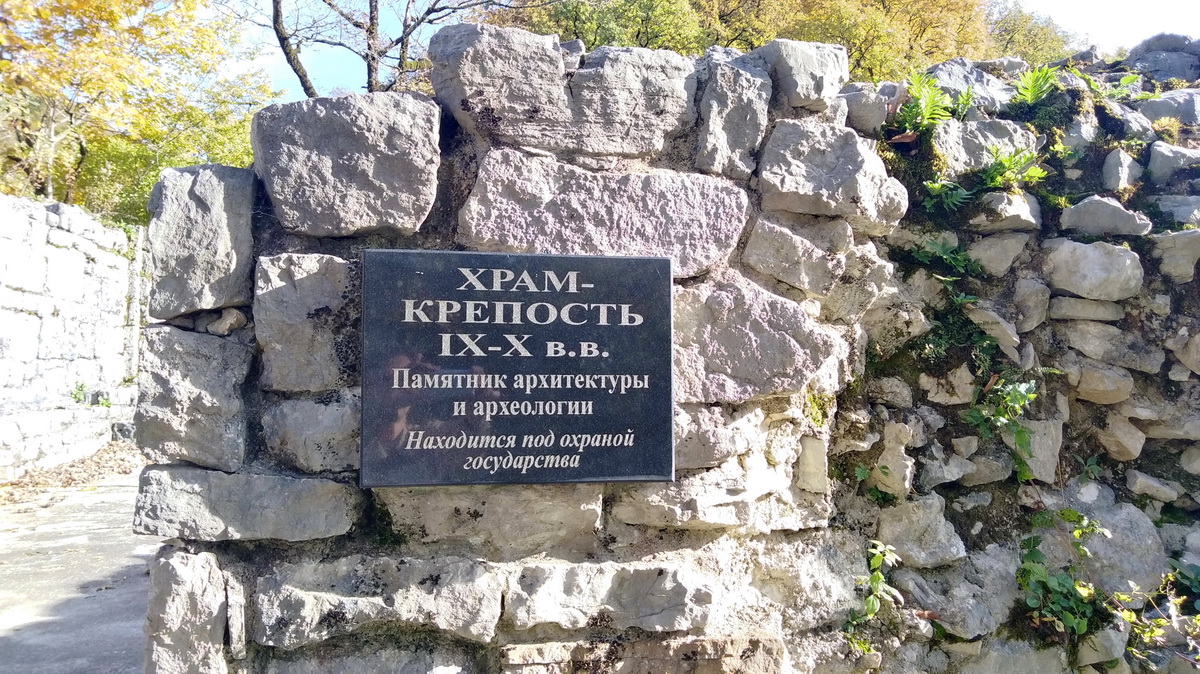 ХРАМ-
КРЕПОСТЬ
IX-X в.в.
Памятник архитектуры
и археологии
Находится под охраной
государства